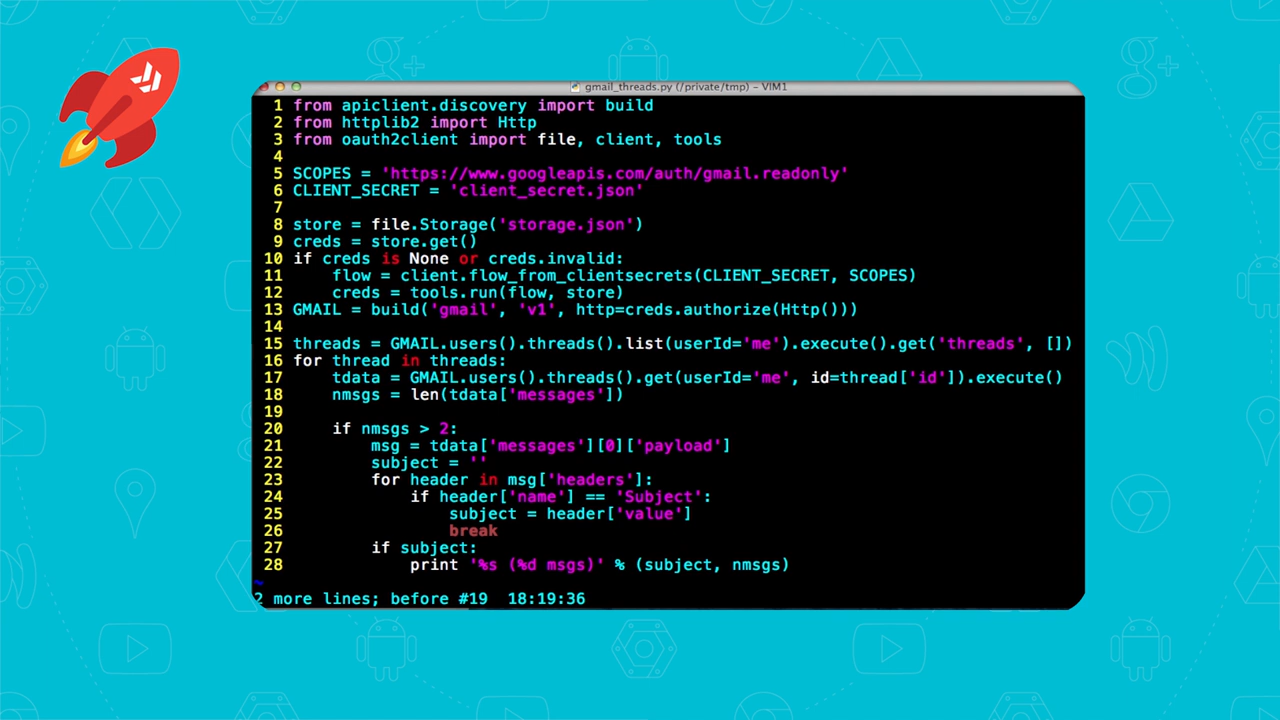 gmail_threads.py (/private/tmp) – VIM1
1 from apiclient.discovery import build
2 from httplib2 import Http
3 from oauth2client import file, client, tools
4
5 SCOPES = 'https://www.googleapis.com/auth/gmail.readonly'
6 CLIENT_SECRET = 'client_secret.json'
7
8 store = file.Storage('storage.json')
9 creds = store.get()
10 if creds is None or creds.invalid:
11     flow = client.flow_from_clientsecrets(CLIENT_SECRET, SCOPES)
12     creds = tools.run(flow, store)
13 GMAIL = build('gmail', 'v1', http=creds.authorize(Http()))
14
15 threads = GMAIL.users().threads().list(userId='me').execute().get('threads', [])
16 for thread in threads:
17     tdata = GMAIL.users().threads().get(userId='me', id=thread['id']).execute()
18     nmsgs = len(tdata['messages'])
19
20     if nmsgs > 2:
21         msg = tdata['messages'][0]['payload']
22         subject = ''
23         for header in msg['headers']:
24             if header['name'] == 'Subject':
25                 subject = header['value']
26                 break
27         if subject:
28             print '%s (%d msgs)' % (subject, nmsgs)
~
2 more lines; before #19  18:19:36